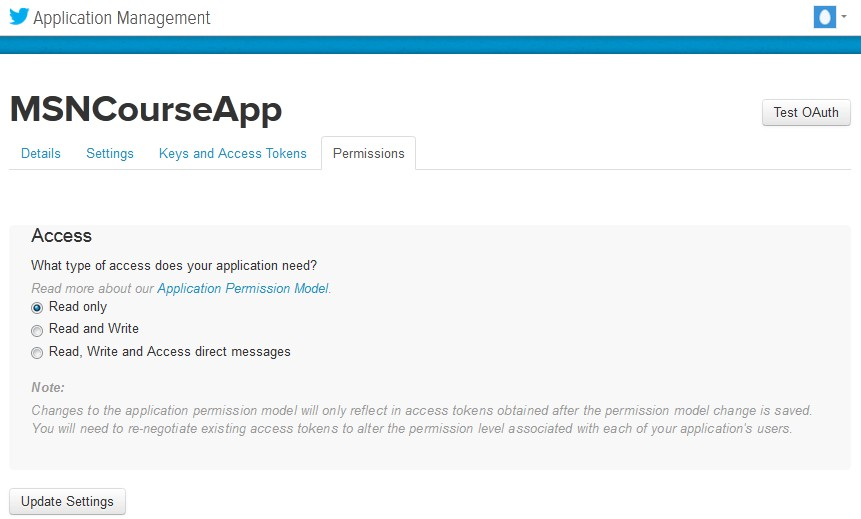 Application Management
MSNCourseApp
Test OAuth
Details Settings Keys and Access Tokens Permissions
Access
What type of access does your application need?
Read more about our Application Permission Model.
Read only
Read and Write
Read, Write and Access direct messages
Note:
Changes to the application permission model will only reflect in access tokens obtained after the permission model change is saved.
You will need to re-negotiate existing access tokens to alter the permission level associated with each of your application's users.
Update Settings